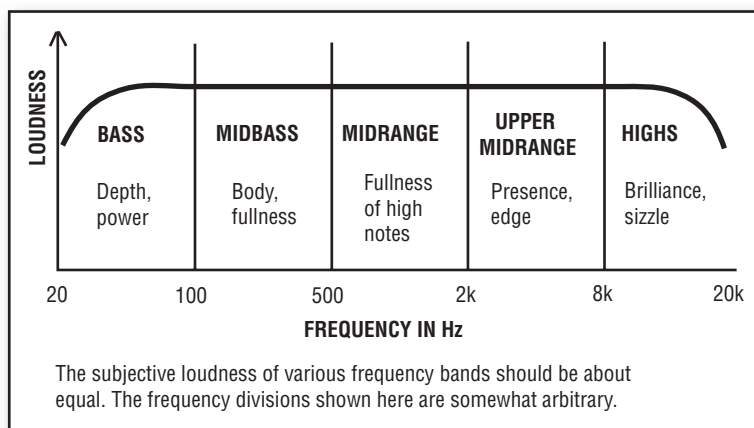 LOUDNESS
BASS
MIDBASS
MIDRANGE
UPPER
MIDRANGE
HIGHS
Depth,
power
Body,
fullness
Fullness
of high
notes
Presence,
edge
Brilliance,
sizzle
20
100
500
2k
8k
20k
FREQUENCY IN Hz
The subjective loudness of various frequency bands should be about
equal. The frequency divisions shown here are somewhat arbitrary.